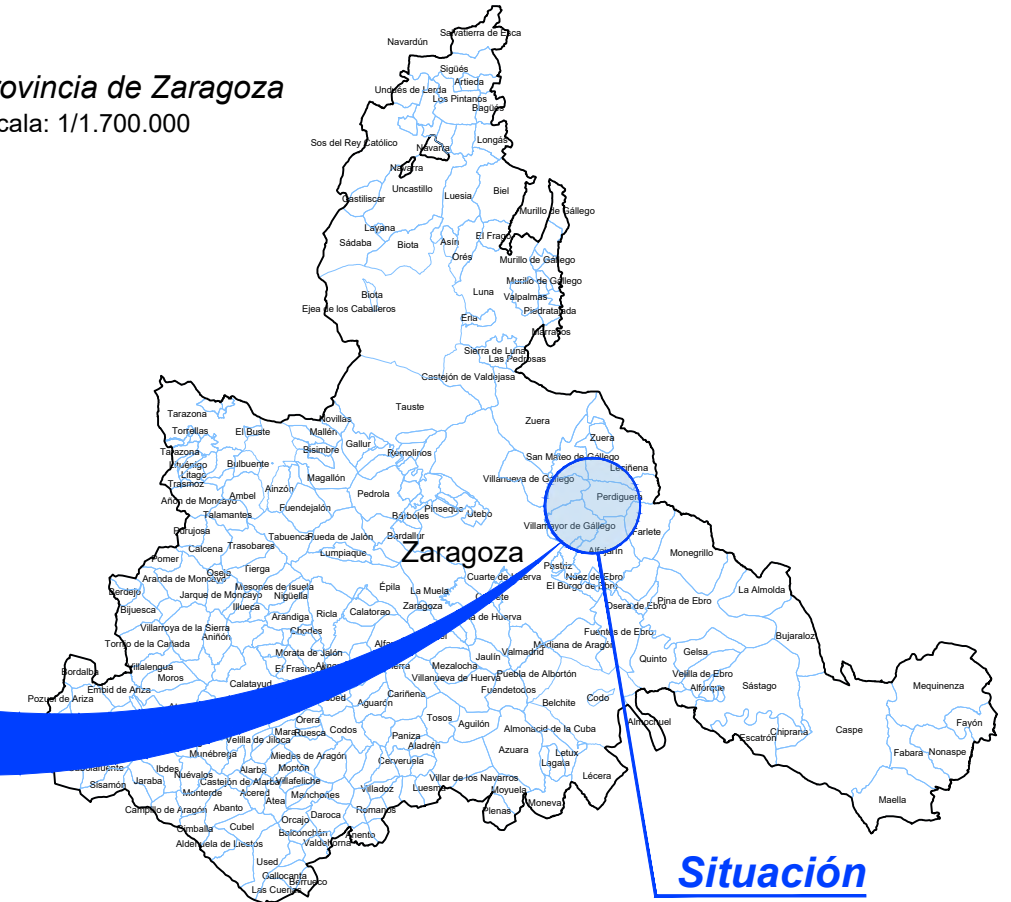 Salvatierra de Esca
Navardún
Sigüés
rovincia de Zaragoza
Artieda
Undués de Lerda
Los Pintanos
Bagüés
cala: 1/1.700.000
Sos del Rey Católico
Navarra
Longás
Navarra
Uncastillo
Luesia
Biel
Castiliscar
Murillo de Gállego
Layana
Sádaba
Biota
Asín
El Frago
Orés
Murillo de Gállego
Murillo de Gállego
Biota
Luna
Valpalmas
Ejea de los Caballeros
Piedratajada
Erla
Marracos
Sierra de Luna
Las Pedrosas
Castejón de Valdejasa
Tauste
Tarazona
Novillas
Zuera
Torrellas
El Buste
Mallén
Zuera
Tarazona
Bisimbre
Gallur
Remolinos
San Mateo de Gállego
Lituénigo
Bulbuente
Leciñena
Litago
Trasmoz
Magallón
Villanueva de Gállego
Añón de Moncayo
Ambel
Ainzón
Pedrola
Perdiguera
Talamantes
Fuendejalón
Bárboles
Pinseque
Utebo
Villamayor de Gállego
Purujosa
Tabuenca
Rueda de Jalón
Bardallur
Farlete
Calcena
Trasobares
Lumpiaque
Zaragoza
Alfajarín
Monegrillo
Pomer
Oseja
Tierga
Pastriz
Aranda de Moncayo
Cuarte de Huerva
Nuez de Ebro
Berdejo
Mesones de Isuela
Épila
La Muela
El Burgo de Ebro
La Almolda
Jarque de Moncayo
Nigüella
Bijuesca
Illueca
Zaragoza
Osera de Ebro
Pina de Ebro
Arándiga
Ricla
Calatorao
de Huerva
Villarroya de la Sierra
Chodes
Fuentes de Ebro
Bujaraloz
Torrijo de la Cañada
Aniñón
Mediana de Aragón
Morata de Jalón
Jaulín
Valmadrid
Quinto
Gelsa
Bordalba
Villalengua
El Frasno
Mezalocha
Velilla de Ebro
Moros
Villanueva de Huerva
Puebla de Albortón
Pozuel de Ariza
Embid de Ariza
Calatayud
Fuendetodos
Alforque
Sástago
Mequinenza
Cariñena
Aguarón
Belchite
Codo
Orera
Tosos
Aguilón
Almochuel
Fayón
Mara
Ruesca
Codos
Paniza
Almonacid de la Cuba
Chiprana
Caspe
Velilla de Jiloca
Aladrén
Azuara
Escatrón
Munébrega
Miedes de Aragón
Cerveruela
Letux
Fabara
Nonaspe
Ibdes
Alarba
Montón
Lagata
Nuévalos
Castejón de Alarba
Villafeliche
Villar de los Navarros
Lécera
Sisamón
Jaraba
Monterde
Acered
Manchones
Villadoz
Luesma
Moyuela
Maella
Atea
Moneva
Campillo de Aragón
Abanto
Daroca
Romanos
Plenas
Orcajo
Cimballa
Cubel
Balconchán
Anento
Aldehuela de Liestos
Valdehorna
Used
Situación
Gallocanta
Berrueco
Las Cuerlas